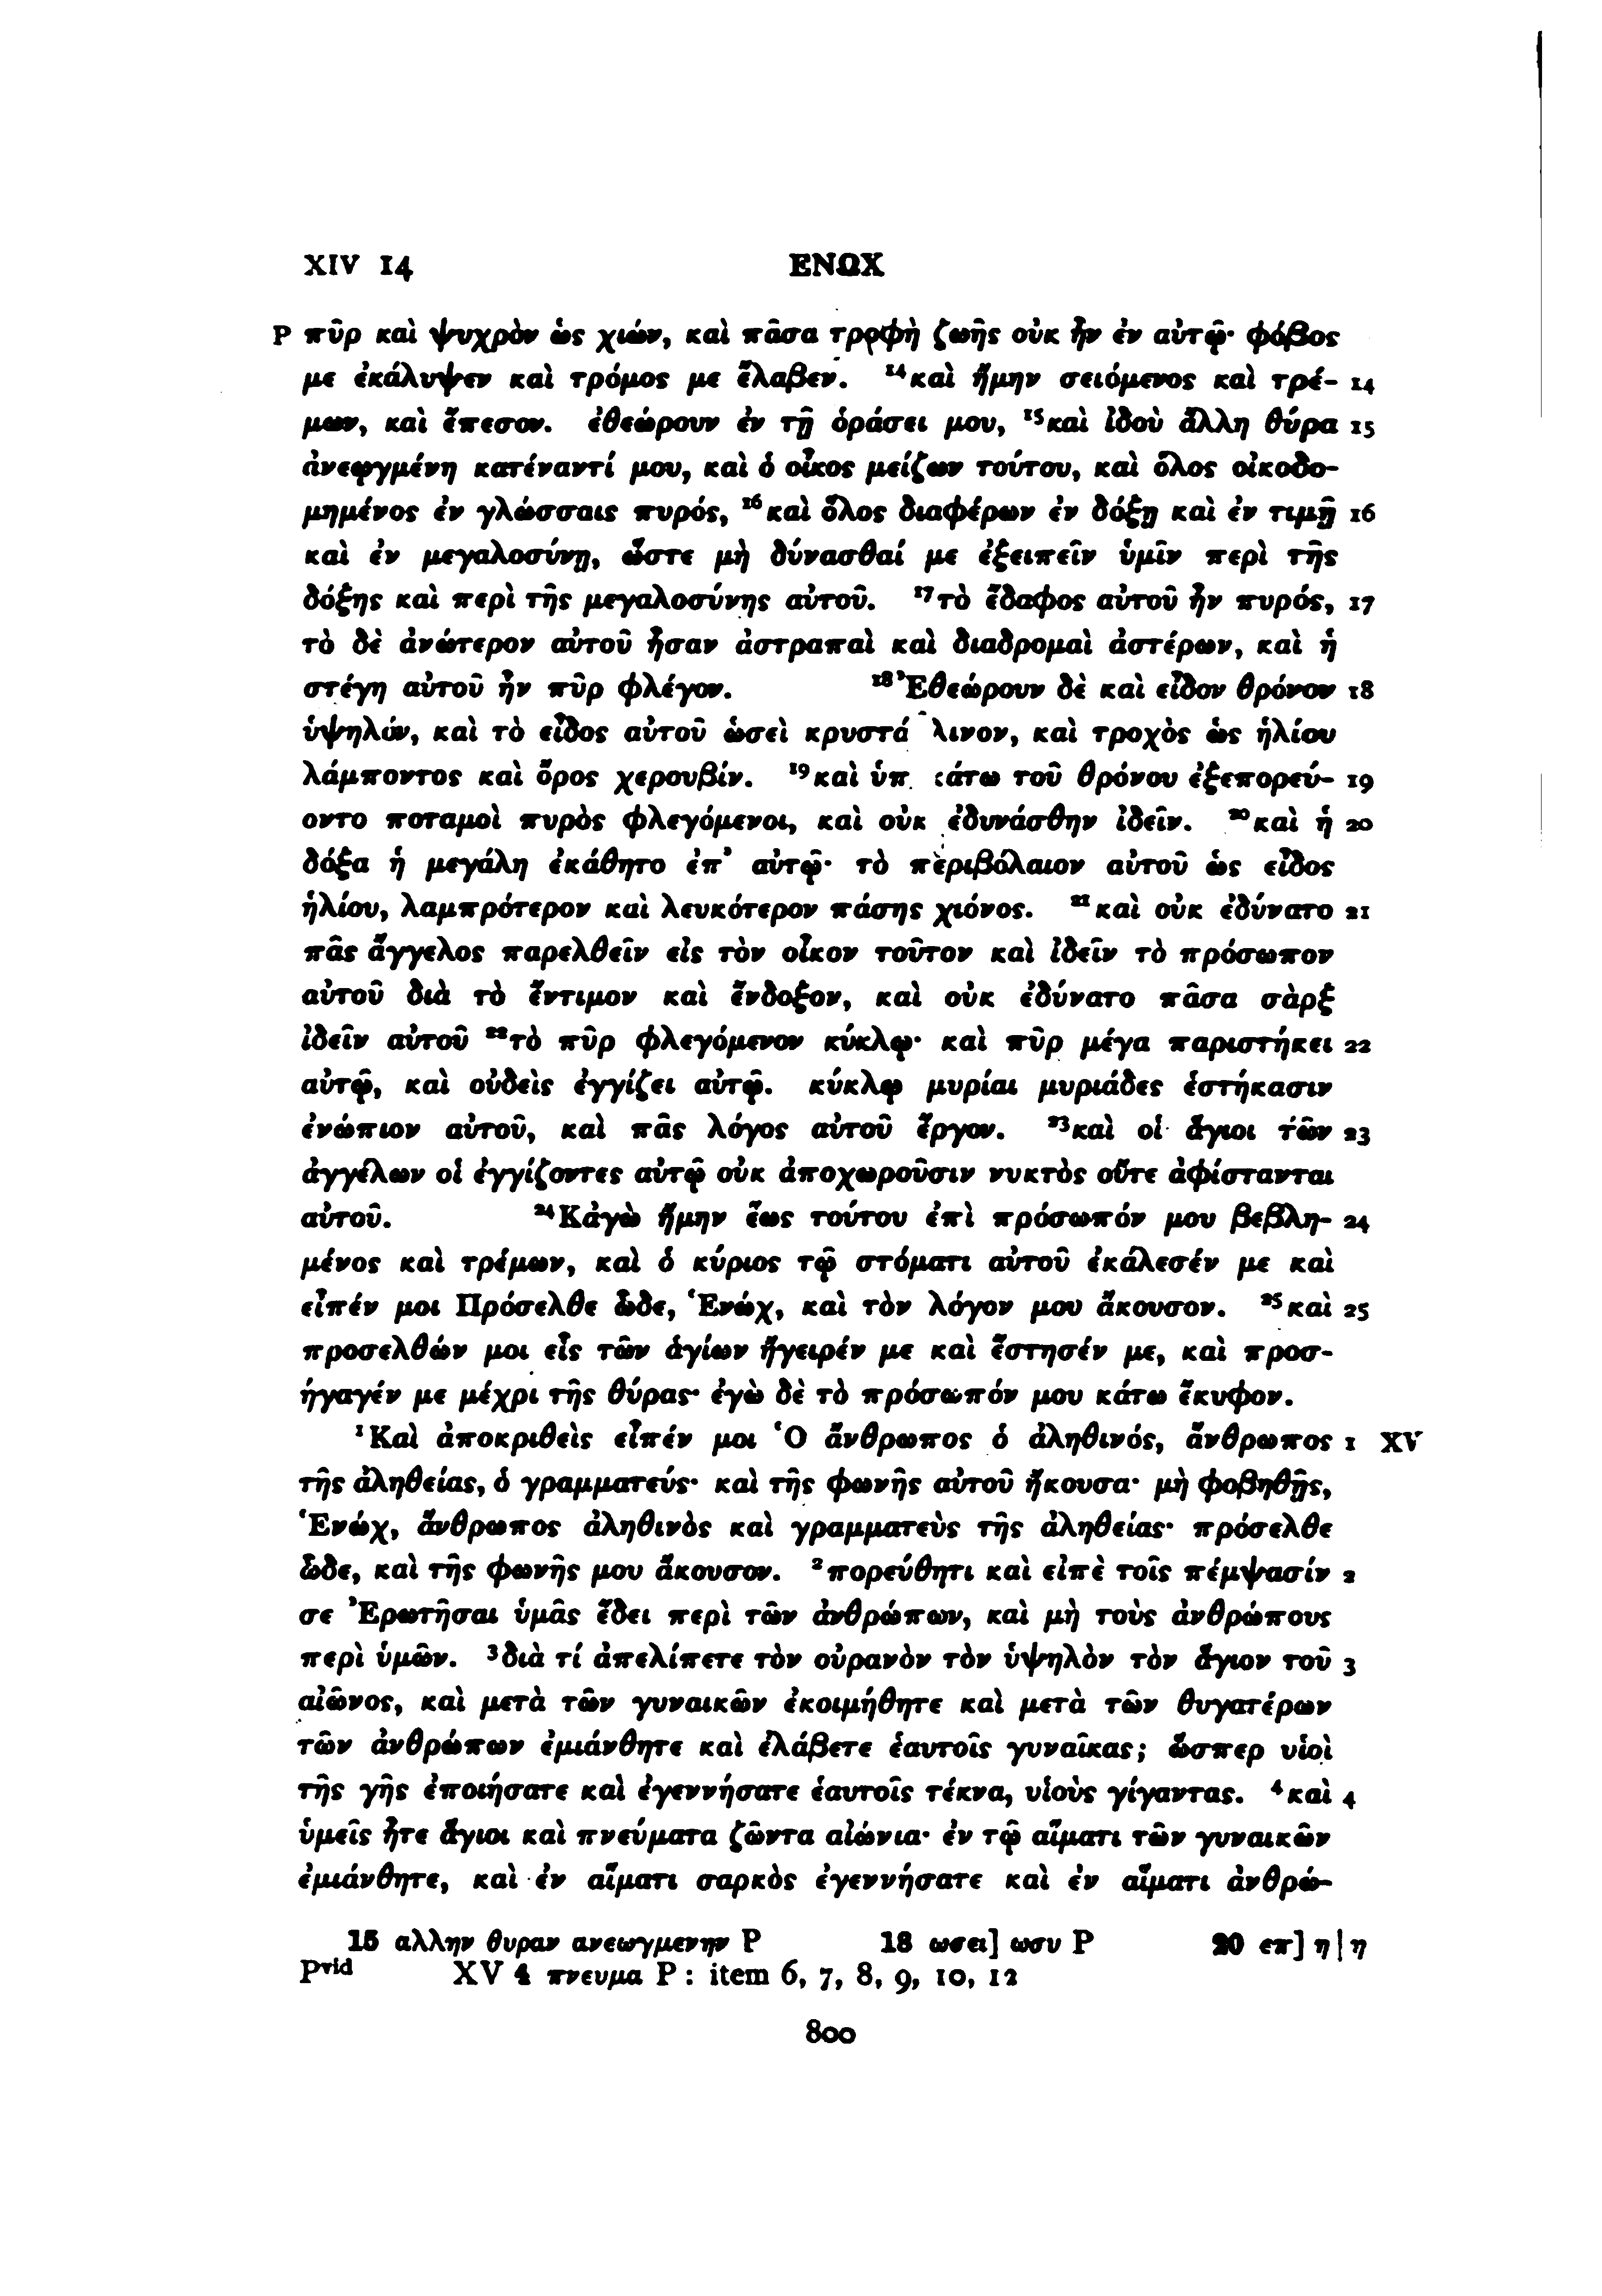 XIV 14 ΕΝΩΧ
P πῦρ καὶ ψυχρὸν ὡς χιών, καὶ πᾶσα τροφὴ ζωῆς οὐκ ἦν ἐν αὐτῷ· φόβος
με ἐκάλυψεν καὶ τρόμος με ἔλαβεν. ¹⁴καὶ ἤμην σειόμενος καὶ τρέ- 14
μων, καὶ ἔπεσον. ἐθεώρουν ἐν τῇ ὁράσει μου, ¹⁵καὶ ἰδοὺ ἄλλη θύρα 15
ἀνεῳγμένη κατέναντί μου, καὶ ὁ οἶκος μείζων τούτου, καὶ ὅλος οἰκοδο-
μημένος ἐν γλώσσαις πυρός, ¹⁶καὶ ὅλος διαφέρων ἐν δόξῃ καὶ ἐν τιμῇ 16
καὶ ἐν μεγαλοσύνῃ, ὥστε μὴ δύνασθαί με ἐξειπεῖν ὑμῖν περὶ τῆς
δόξης καὶ περὶ τῆς μεγαλοσύνης αὐτοῦ. ¹⁷τὸ ἔδαφος αὐτοῦ ἦν πυρός, 17
τὸ δὲ ἀνώτερον αὐτοῦ ἦσαν ἀστραπαὶ καὶ διαδρομαὶ ἀστέρων, καὶ ἡ
στέγη αὐτοῦ ἦν πῦρ φλέγον. ¹⁸Ἐθεώρουν δὲ καὶ εἶδον θρόνον 18
ὑψηλόν, καὶ τὸ εἶδος αὐτοῦ ὡσεὶ κρυστά λινον, καὶ τροχὸς ὡς ἡλίου
λάμποντος καὶ ὄρος χερουβίν. ¹⁹καὶ ὑπ κάτω τοῦ θρόνου ἐξεπορεύ- 19
οντο ποταμοὶ πυρὸς φλεγόμενοι, καὶ οὐκ ἐδυνάσθην ἰδεῖν. ²⁰καὶ ἡ 20
δόξα ἡ μεγάλη ἐκάθητο ἐπ᾽ αὐτῷ· τὸ περιβόλαιον αὐτοῦ ὡς εἶδος
ἡλίου, λαμπρότερον καὶ λευκότερον πάσης χιόνος. ²¹καὶ οὐκ ἐδύνατο 21
πᾶς ἄγγελος παρελθεῖν εἰς τὸν οἶκον τοῦτον καὶ ἰδεῖν τὸ πρόσωπον
αὐτοῦ διὰ τὸ ἔντιμον καὶ ἔνδοξον, καὶ οὐκ ἐδύνατο πᾶσα σὰρξ
ἰδεῖν αὐτοῦ ²²τὸ πῦρ φλεγόμενον κύκλῳ· καὶ πῦρ μέγα παριστήκει 22
αὐτῷ, καὶ οὐδεὶς ἐγγίζει αὐτῷ. κύκλῳ μυρίαι μυριάδες ἑστήκασιν
ἐνώπιον αὐτοῦ, καὶ πᾶς λόγος αὐτοῦ ἔργον. ²³καὶ οἱ ἅγιοι τῶν 23
ἀγγέλων οἱ ἐγγίζοντες αὐτῷ οὐκ ἀποχωροῦσιν νυκτὸς οὔτε ἀφίστανται
αὐτοῦ. ²⁴Κἀγὼ ἤμην ἕως τούτου ἐπὶ πρόσωπόν μου βεβλη- 24
μένος καὶ τρέμων, καὶ ὁ κύριος τῷ στόματι αὐτοῦ ἐκάλεσέν με καὶ
εἶπέν μοι Πρόσελθε ὧδε, Ἑνώχ, καὶ τὸν λόγον μου ἄκουσον. ²⁵καὶ 25
προσελθών μοι εἷς τῶν ἁγίων ἤγειρέν με καὶ ἔστησέν με, καὶ προσ-
ήγαγέν με μέχρι τῆς θύρας· ἐγὼ δὲ τὸ πρόσωπόν μου κάτω ἔκυφον.
¹Καὶ ἀποκριθεὶς εἶπέν μοι Ὁ ἄνθρωπος ὁ ἀληθινός, ἄνθρωπος 1 XV
τῆς ἀληθείας, ὁ γραμματεύς· καὶ τῆς φωνῆς αὐτοῦ ἤκουσα· μὴ φοβηθῇς,
Ἑνώχ, ἄνθρωπος ἀληθινὸς καὶ γραμματεὺς τῆς ἀληθείας· πρόσελθε
ὧδε, καὶ τῆς φωνῆς μου ἄκουσον. ²πορεύθητι καὶ εἰπὲ τοῖς πέμψασίν 2
σε Ἐρωτῆσαι ὑμᾶς ἔδει περὶ τῶν ἀνθρώπων, καὶ μὴ τοὺς ἀνθρώπους
περὶ ὑμῶν. ³διὰ τί ἀπελίπετε τὸν οὐρανὸν τὸν ὑψηλὸν τὸν ἅγιον τοῦ 3
αἰῶνος, καὶ μετὰ τῶν γυναικῶν ἐκοιμήθητε καὶ μετὰ τῶν θυγατέρων
τῶν ἀνθρώπων ἐμιάνθητε καὶ ἐλάβετε ἑαυτοῖς γυναῖκας; ὥσπερ υἱοὶ
τῆς γῆς ἐποιήσατε καὶ ἐγεννήσατε ἑαυτοῖς τέκνα, υἱοὺς γίγαντας. ⁴καὶ 4
ὑμεῖς ἦτε ἅγιοι καὶ πνεύματα ζῶντα αἰώνια· ἐν τῷ αἵματι τῶν γυναικῶν
ἐμιάνθητε, καὶ ἐν αἵματι σαρκὸς ἐγεννήσατε καὶ ἐν αἵματι ἀνθρώ-
15 αλλην θυραν ανεωγμενην P 18 ωσει] ωσυ P 20 επ] η | η
Pvid XV 4 πνευμα P : item 6, 7, 8, 9, 10, 12
800